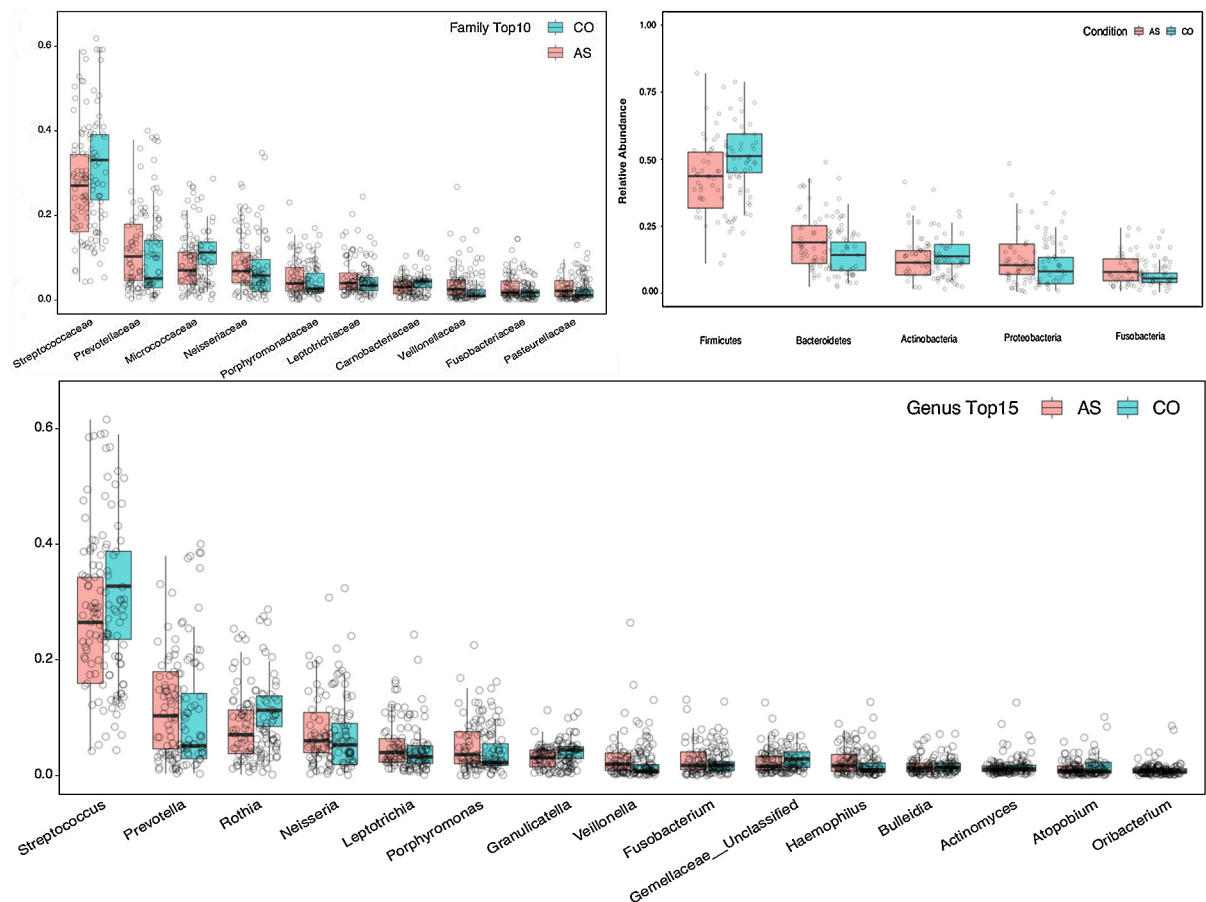 Family Top10 CO
AS
0.6
0.4
0.2
0.0
Streptococcaceae
Prevotellaceae
Micrococcaceae
Neisseriaceae
Porphyromonadaceae
Leptotrichiaceae
Carnobacteriaceae
Veillonellaceae
Fusobacteriaceae
Pasteurellaceae
Condition AS CO
Relative Abundance
1.00
0.75
0.50
0.25
0.00
Firmicutes
Bacteroidetes
Actinobacteria
Proteobacteria
Fusobacteria
Genus Top15 AS CO
0.6
0.4
0.2
0.0
Streptococcus
Prevotella
Rothia
Neisseria
Leptotrichia
Porphyromonas
Granulicatella
Veillonella
Fusobacterium
Gemellaceae__Unclassified
Haemophilus
Bulleidia
Actinomyces
Atopobium
Oribacterium